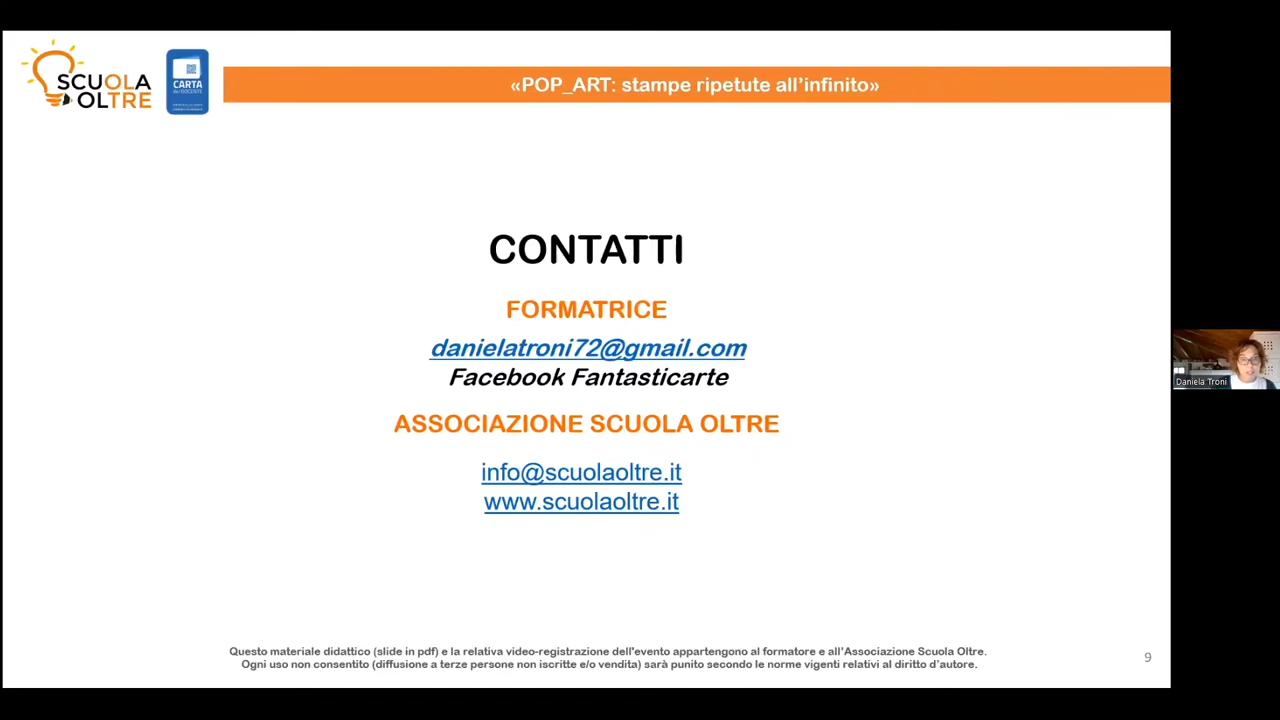 SCUOLA
OLTRE
CARTA
del DOCENTE
«POP_ART: stampe ripetute all'infinito»
CONTATTI
FORMATRICE
danielatroni72@gmail.com
Facebook Fantasticarte
ASSOCIAZIONE SCUOLA OLTRE
info@scuolaoltre.it
www.scuolaoltre.it
Daniela Troni
Questo materiale didattico (slide in pdf) e la relativa video-registrazione dell'evento appartengono al formatore e all'Associazione Scuola Oltre.
Ogni uso non consentito (diffusione a terze persone non iscritte e/o vendita) sarà punito secondo le norme vigenti relativi al diritto d'autore.
9